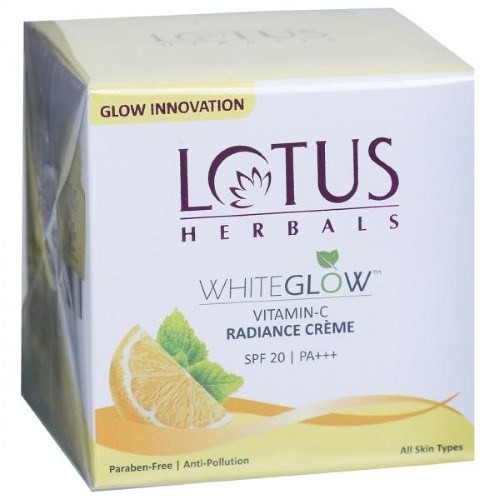 GLOW INNOVATION
LOTUS
HERBALS
WHITEGLOW™
VITAMIN-C
RADIANCE CRÈME
SPF 20 | PA+++
Paraben-Free | Anti-Pollution
All Skin Types